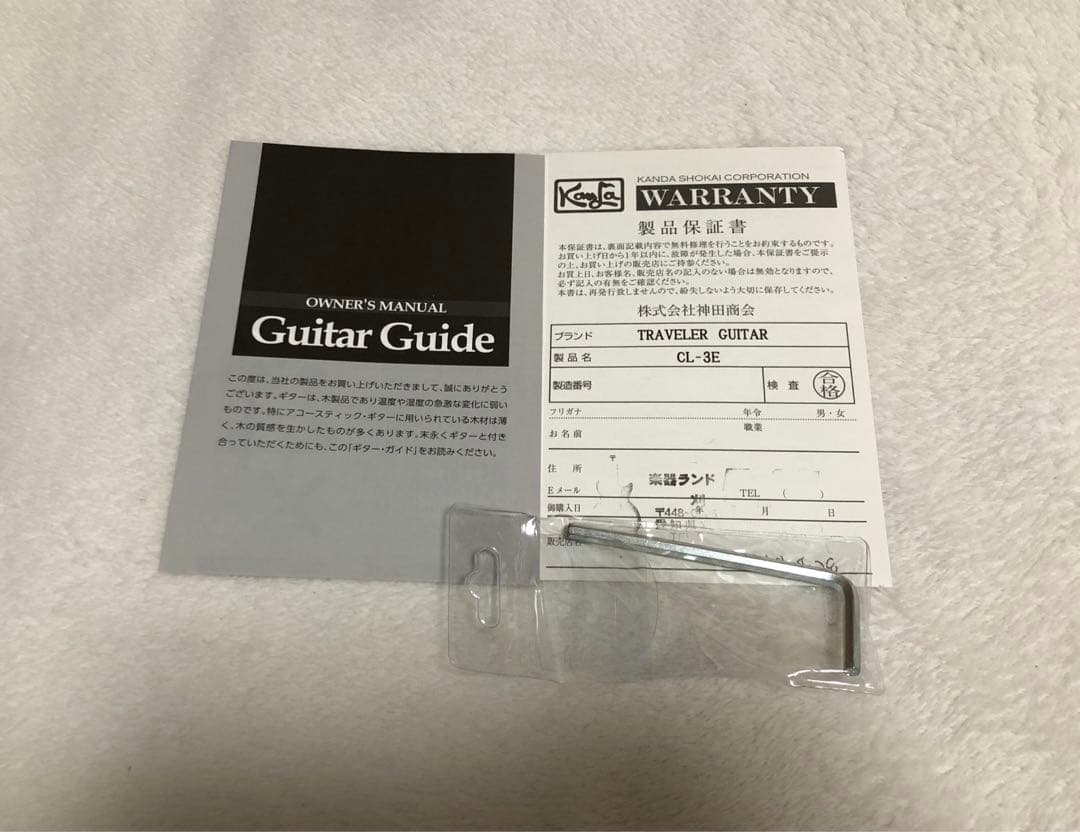 OWNER'S MANUAL
Guitar Guide
この度は、当社の製品をお買い上げいただきまして、誠にありがとう
ございます。ギターは、木製品であり温度や湿度の急激な変化に弱い
ものです。特にアコースティック・ギターに用いられている木材は薄
く、木の質感を生かしたものが多くあります。末永くギターと付き
合っていただくためにも、この「ギター・ガイド」をお読みください。
Kanda
KANDA SHOKAI CORPORATION
WARRANTY
製品保証書
本保証書は、裏面記載内容で無料修理を行うことをお約束するものです。
お買い上げ日から1年以内に、故障が発生した場合、本保証書をご提示
の上、お買い上げの販売店にご持参ください。
お買上日、お客様名、販売店名の記入のない場合は無効となりますので、
必ず記入の有無をご確認ください。
本書は、再発行致しませんので、紛失しないよう大切に保存してください。
株式会社神田商会
ブランド TRAVELER GUITAR
製品名 CL-3E
製造番号 検査 合格
フリガナ 年令 男・女
お名前 職業
住所 〒
楽器ランド
Eメール TEL ( )
御購入日 年 月 日
〒448-
販売店名 TEL